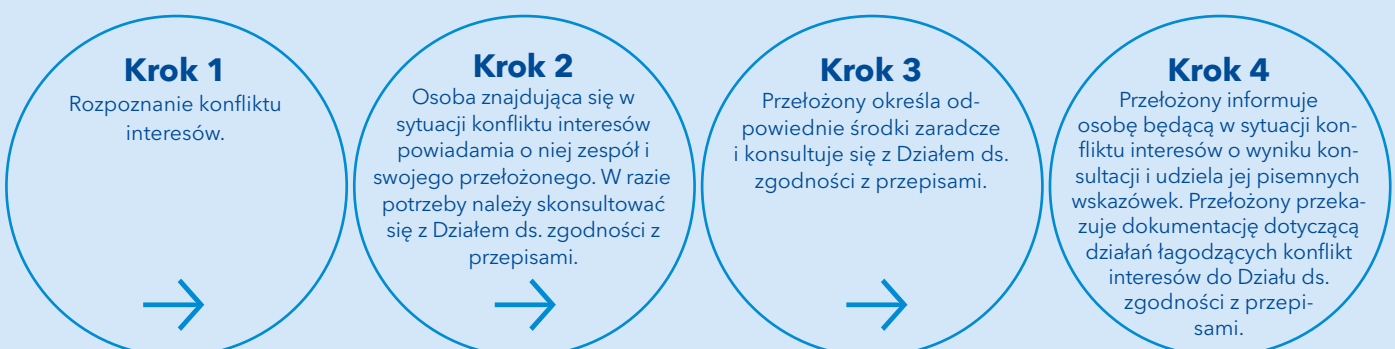 Krok 1
Rozpoznanie konfliktu
interesów.
Krok 2
Osoba znajdująca się w
sytuacji konfliktu interesów
powiadamia o niej zespół i
swojego przełożonego. W razie
potrzeby należy skonsultować
się z Działem ds. zgodności z
przepisami.
Krok 3
Przełożony określa od-
powiednie środki zaradcze
i konsultuje się z Działem ds.
zgodności z przepisami.
Krok 4
Przełożony informuje
osobę będącą w sytuacji kon-
fliktu interesów o wyniku kon-
sultacji i udziela jej pisemnych
wskazówek. Przełożony przeka-
zuje dokumentację dotyczącą
działań łagodzących konflikt
interesów do Działu ds.
zgodności z przepi-
sami.